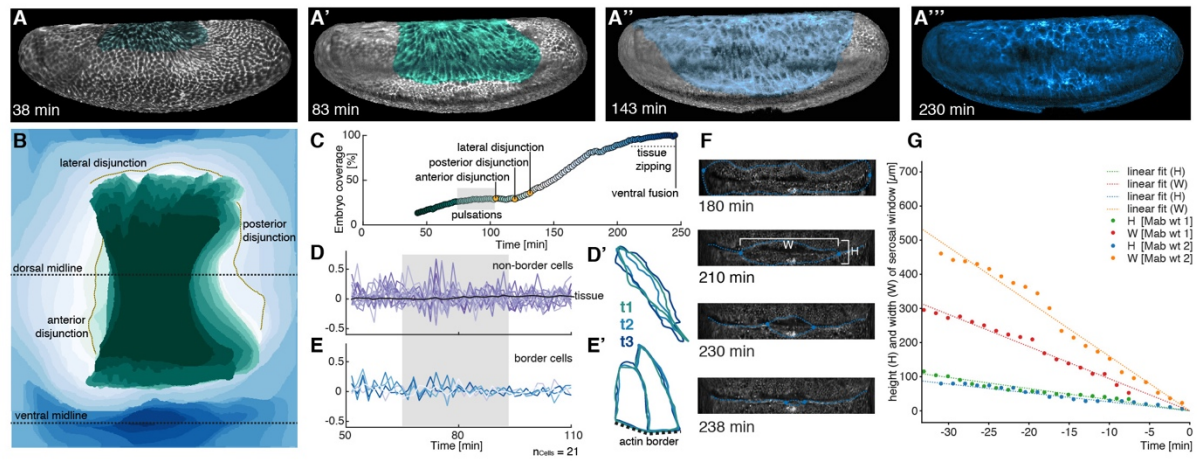 A
38 min
A'
83 min
A''
143 min
A'''
230 min
B
lateral disjunction
posterior
disjunction
dorsal midline
anterior
disjunction
ventral midline
C
Embryo coverage
[%]
100
50
0
lateral disjunction
posterior disjunction
anterior disjunction
pulsations
tissue
zipping
ventral fusion
0
50
100
150
200
250
Time [min]
D
0.5
0
-0.5
non-border cells
tissue
D'
t1
t2
t3
E
0.5
0
-0.5
border cells
50
80
110
Time [min]
nCells = 21
E'
actin border
F
180 min
W
H
210 min
230 min
238 min
G
height (H) and width (W) of serosal window [µm]
700
600
500
400
300
200
100
0
linear fit (H)
linear fit (W)
linear fit (H)
linear fit (W)
H [Mab wt 1]
W [Mab wt 1]
H [Mab wt 2]
W [Mab wt 2]
-30
-25
-20
-15
-10
-5
0
Time [min]